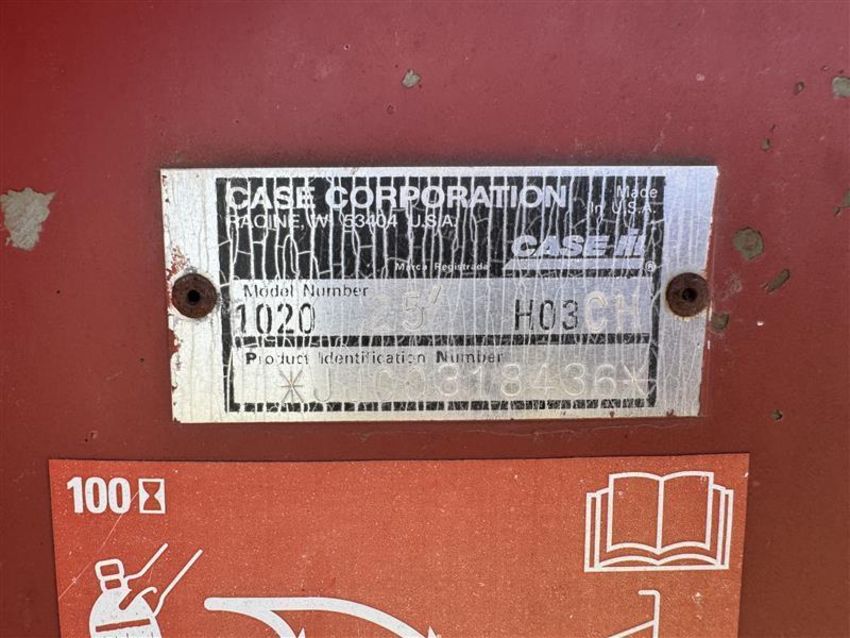 CASE CORPORATION
RACINE, WI 53404 U.S.A.
Made
In U.S.A.
CASE IH
Marca Registrada ®
Model Number
1020 25' H03CH
Product Identification Number
100